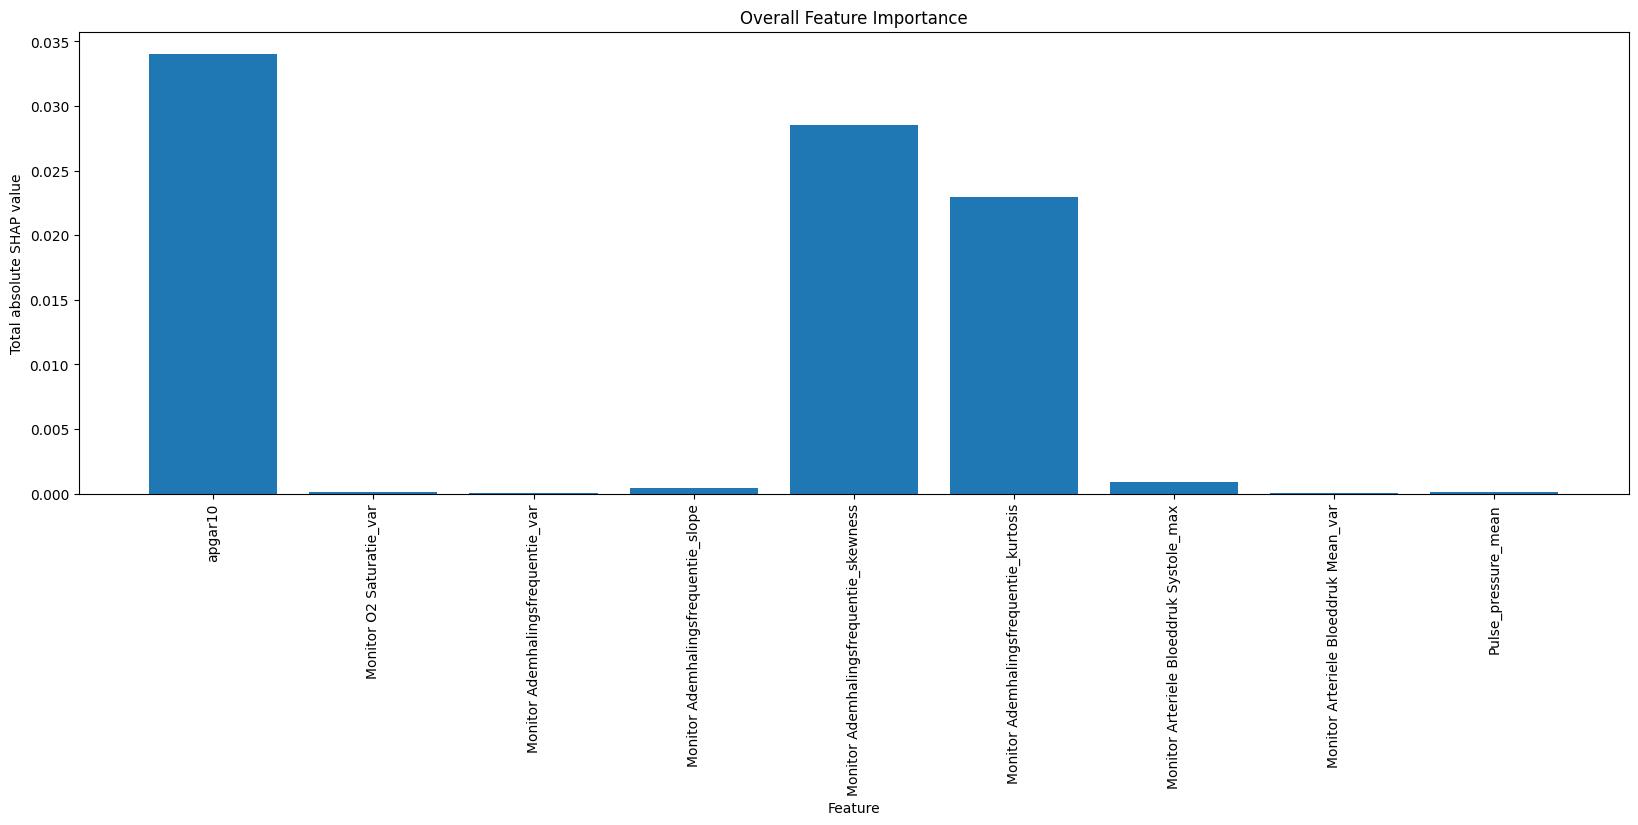 Overall Feature Importance
Total absolute SHAP value
0.035
0.030
0.025
0.020
0.015
0.010
0.005
0.000
apgar10
Monitor O2 Saturatie_var
Monitor Ademhalingsfrequentie_var
Monitor Ademhalingsfrequentie_slope
Monitor Ademhalingsfrequentie_skewness
Monitor Ademhalingsfrequentie_kurtosis
Monitor Arteriele Bloeddruk Systole_max
Monitor Arteriele Bloeddruk Mean_var
Pulse_pressure_mean
Feature